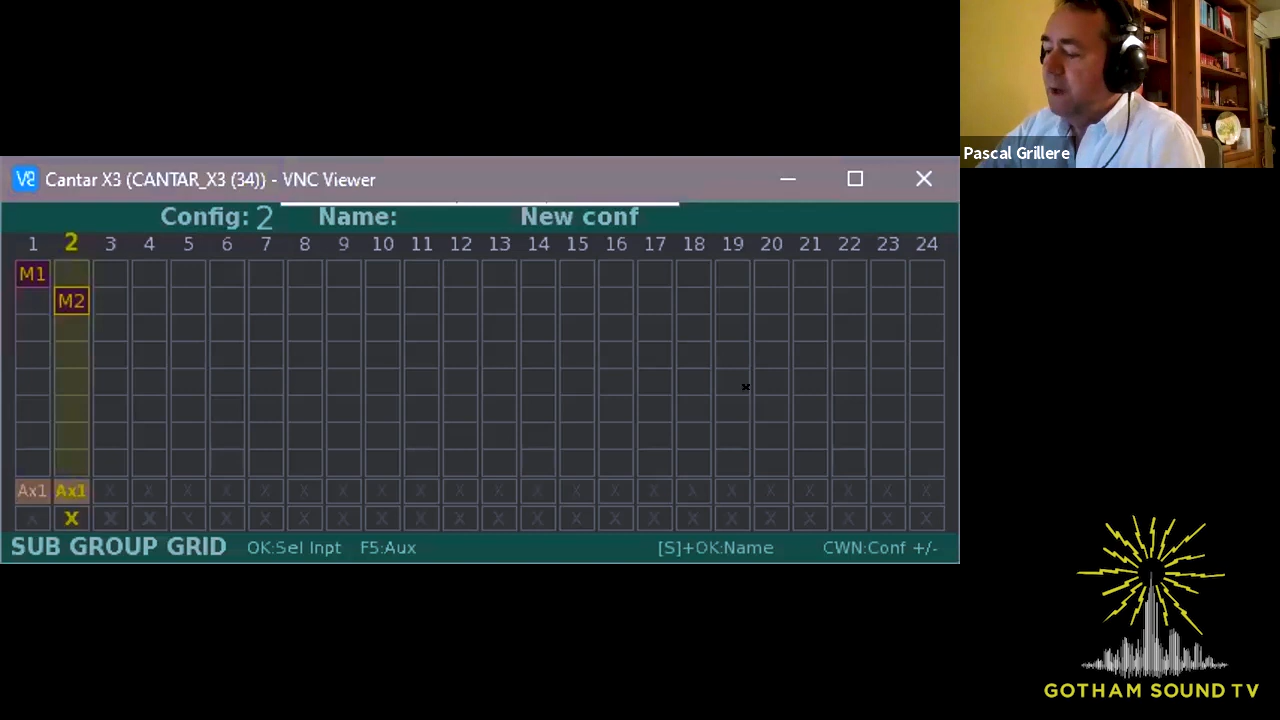 Pascal Grillere
V2 Cantar X3 (CANTAR_X3 (34)) - VNC Viewer
Config: 2 Name: New conf
1 2 3 4 5 6 7 8 9 10 11 12 13 14 15 16 17 18 19 20 21 22 23 24
M1
M2
Ax1 Ax1 X X X X X X X X X X X X X X X X X X X X X X
X X X X X X X X X X X X X X X X X X X X X X X X
SUB GROUP GRID OK:Sel Inpt F5:Aux [S]+OK:Name CWN:Conf +/-
GOTHAM SOUND TV